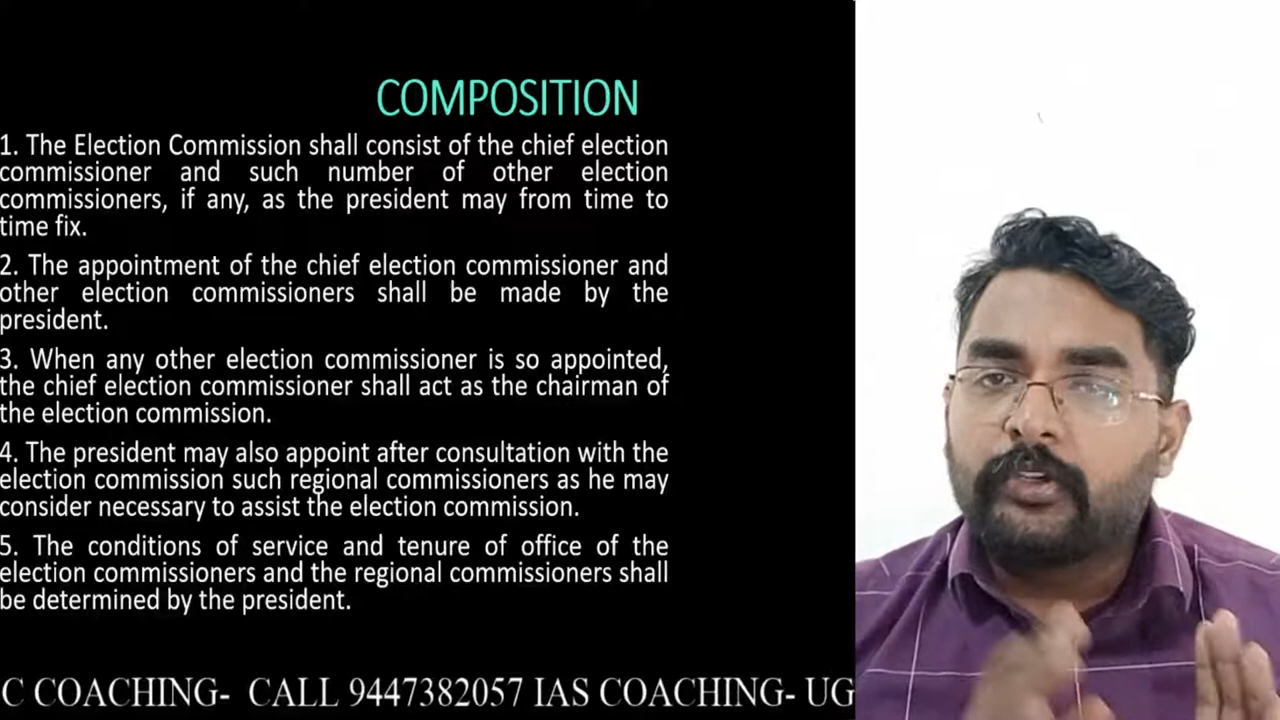 COMPOSITION
1. The Election Commission shall consist of the chief election
commissioner and such number of other election
commissioners, if any, as the president may from time to
time fix.
2. The appointment of the chief election commissioner and
other election commissioners shall be made by the
president.
3. When any other election commissioner is so appointed,
the chief election commissioner shall act as the chairman of
the election commission.
4. The president may also appoint after consultation with the
election commission such regional commissioners as he may
consider necessary to assist the election commission.
5. The conditions of service and tenure of office of the
election commissioners and the regional commissioners shall
be determined by the president.
C COACHING- CALL 9447382057 IAS COACHING- UG